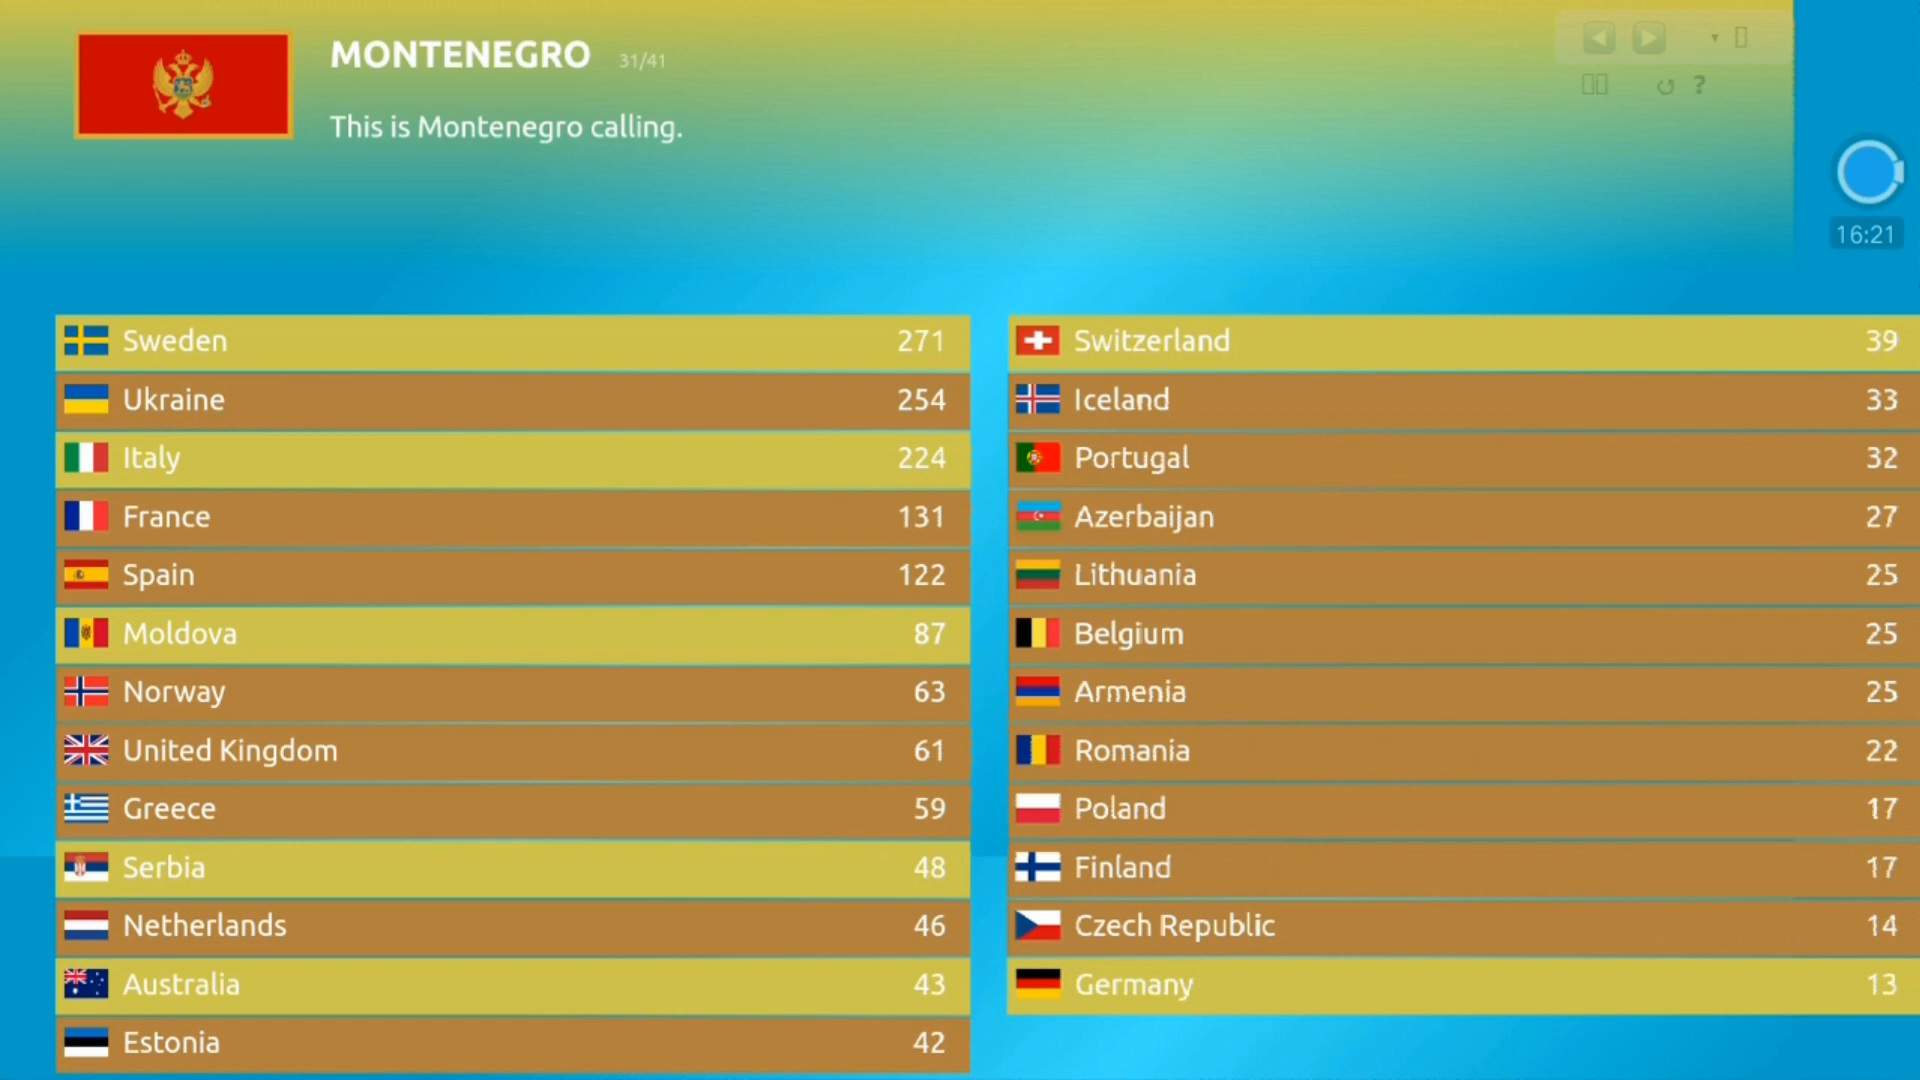 MONTENEGRO 31/41
This is Montenegro calling.
?
16:21
Sweden 271
Ukraine 254
Italy 224
France 131
Spain 122
Moldova 87
Norway 63
United Kingdom 61
Greece 59
Serbia 48
Netherlands 46
Australia 43
Estonia 42
Switzerland 39
Iceland 33
Portugal 32
Azerbaijan 27
Lithuania 25
Belgium 25
Armenia 25
Romania 22
Poland 17
Finland 17
Czech Republic 14
Germany 13